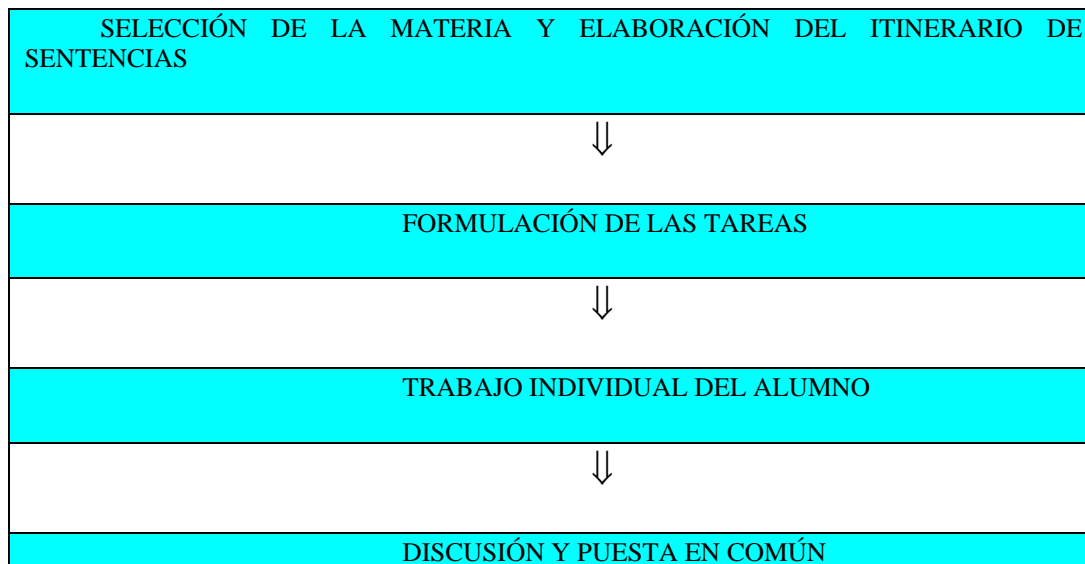 SELECCIÓN DE LA MATERIA Y ELABORACIÓN DEL ITINERARIO DE
SENTENCIAS
⇓
FORMULACIÓN DE LAS TAREAS
⇓
TRABAJO INDIVIDUAL DEL ALUMNO
⇓
DISCUSIÓN Y PUESTA EN COMÚN